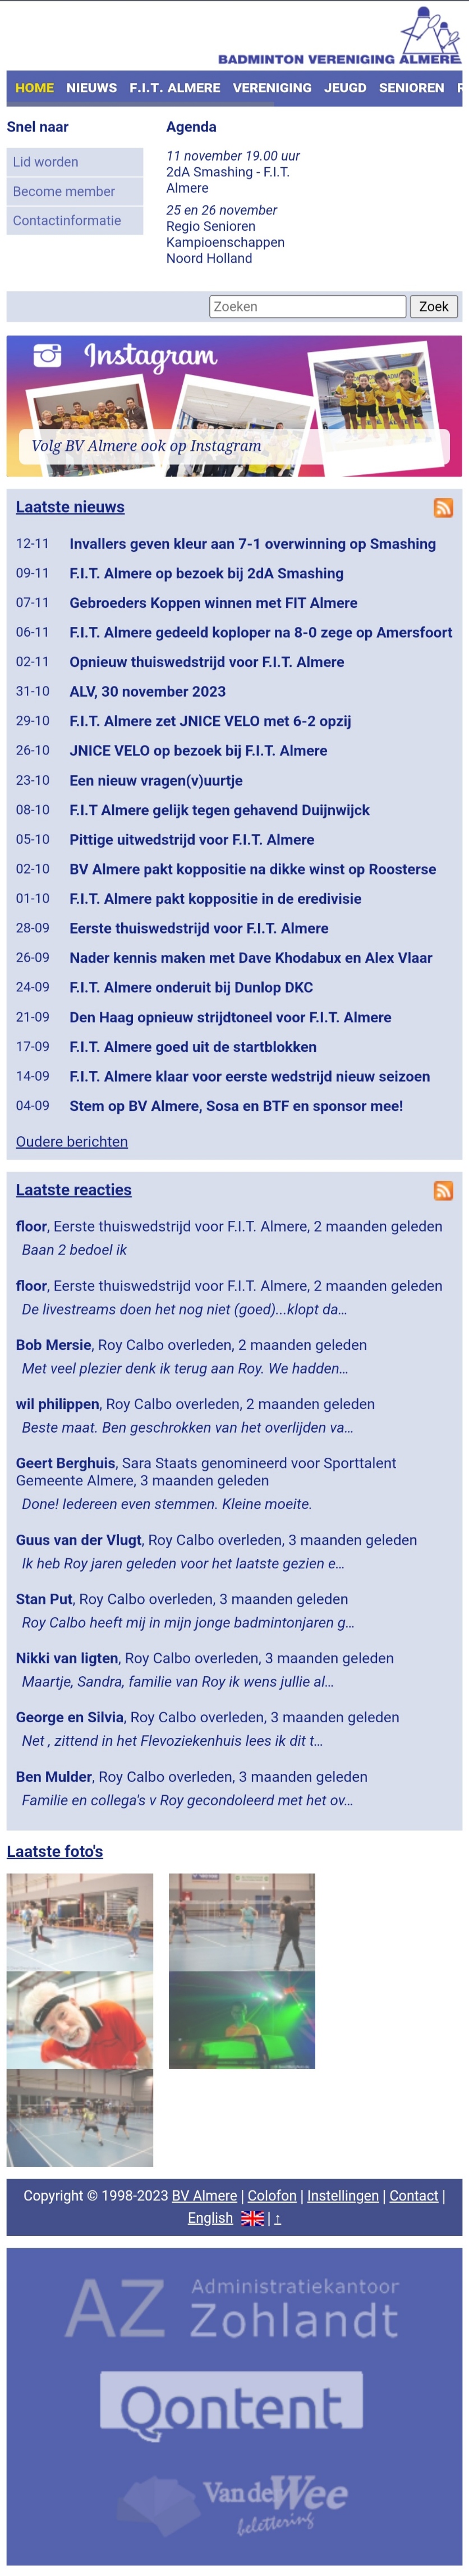 BADMINTON VERENIGING ALMERE
HOME NIEUWS F.I.T. ALMERE VERENIGING JEUGD SENIOREN
Snel naar
Lid worden
Become member
Contactinformatie
Agenda
11 november 19.00 uur
2dA Smashing - F.I.T.
Almere
25 en 26 november
Regio Senioren
Kampioenschappen
Noord Holland
Zoeken Zoek
Instagram
Volg BV Almere ook op Instagram
Laatste nieuws
12-11 Invallers geven kleur aan 7-1 overwinning op Smashing
09-11 F.I.T. Almere op bezoek bij 2dA Smashing
07-11 Gebroeders Koppen winnen met FIT Almere
06-11 F.I.T. Almere gedeeld koploper na 8-0 zege op Amersfoort
02-11 Opnieuw thuiswedstrijd voor F.I.T. Almere
31-10 ALV, 30 november 2023
29-10 F.I.T. Almere zet JNICE VELO met 6-2 opzij
26-10 JNICE VELO op bezoek bij F.I.T. Almere
23-10 Een nieuw vragen(v)uurtje
08-10 F.I.T Almere gelijk tegen gehavend Duijnwijck
05-10 Pittige uitwedstrijd voor F.I.T. Almere
02-10 BV Almere pakt koppositie na dikke winst op Roosterse
01-10 F.I.T. Almere pakt koppositie in de eredivisie
28-09 Eerste thuiswedstrijd voor F.I.T. Almere
26-09 Nader kennis maken met Dave Khodabux en Alex Vlaar
24-09 F.I.T. Almere onderuit bij Dunlop DKC
21-09 Den Haag opnieuw strijdtoneel voor F.I.T. Almere
17-09 F.I.T. Almere goed uit de startblokken
14-09 F.I.T. Almere klaar voor eerste wedstrijd nieuw seizoen
04-09 Stem op BV Almere, Sosa en BTF en sponsor mee!
Oudere berichten
Laatste reacties
floor, Eerste thuiswedstrijd voor F.I.T. Almere, 2 maanden geleden
Baan 2 bedoel ik
floor, Eerste thuiswedstrijd voor F.I.T. Almere, 2 maanden geleden
De livestreams doen het nog niet (goed)...klopt da...
Bob Mersie, Roy Calbo overleden, 2 maanden geleden
Met veel plezier denk ik terug aan Roy. We hadden...
wil philippen, Roy Calbo overleden, 2 maanden geleden
Beste maat. Ben geschrokken van het overlijden va...
Geert Berghuis, Sara Staats genomineerd voor Sporttalent
Gemeente Almere, 3 maanden geleden
Done! Iedereen even stemmen. Kleine moeite.
Guus van der Vlugt, Roy Calbo overleden, 3 maanden geleden
Ik heb Roy jaren geleden voor het laatste gezien e...
Stan Put, Roy Calbo overleden, 3 maanden geleden
Roy Calbo heeft mij in mijn jonge badmintonjaren g...
Nikki van ligten, Roy Calbo overleden, 3 maanden geleden
Maartje, Sandra, familie van Roy ik wens jullie al...
George en Silvia, Roy Calbo overleden, 3 maanden geleden
Net , zittend in het Flevoziekenhuis lees ik dit t...
Ben Mulder, Roy Calbo overleden, 3 maanden geleden
Familie en collega's v Roy gecondoleerd met het ov...
Laatste foto's
Copyright © 1998-2023 BV Almere | Colofon | Instellingen | Contact |
English | ↑
AZ Administratiekantoor
Zohlandt
Qontent
Van de Wee
belettering